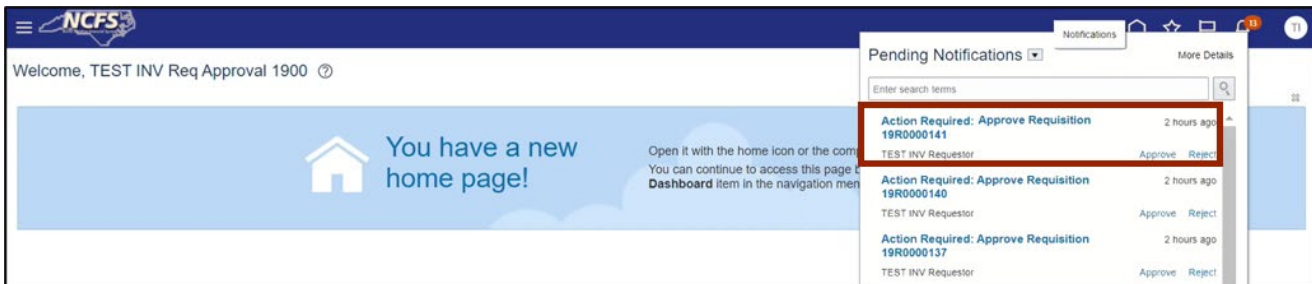 NCFS
13
TI
Notifications
Welcome, TEST INV Req Approval 1900
Pending Notifications
More Details
Enter search terms
You have a new
home page!
Open it with the home icon or the comp
You can continue to access this page b
Dashboard item in the navigation men
Action Required: Approve Requisition
19R0000141
2 hours ago
TEST INV Requestor
Approve Reject
Action Required: Approve Requisition
19R0000140
2 hours ago
TEST INV Requestor
Approve Reject
Action Required: Approve Requisition
19R0000137
2 hours ago
TEST INV Requestor
Approve Reject